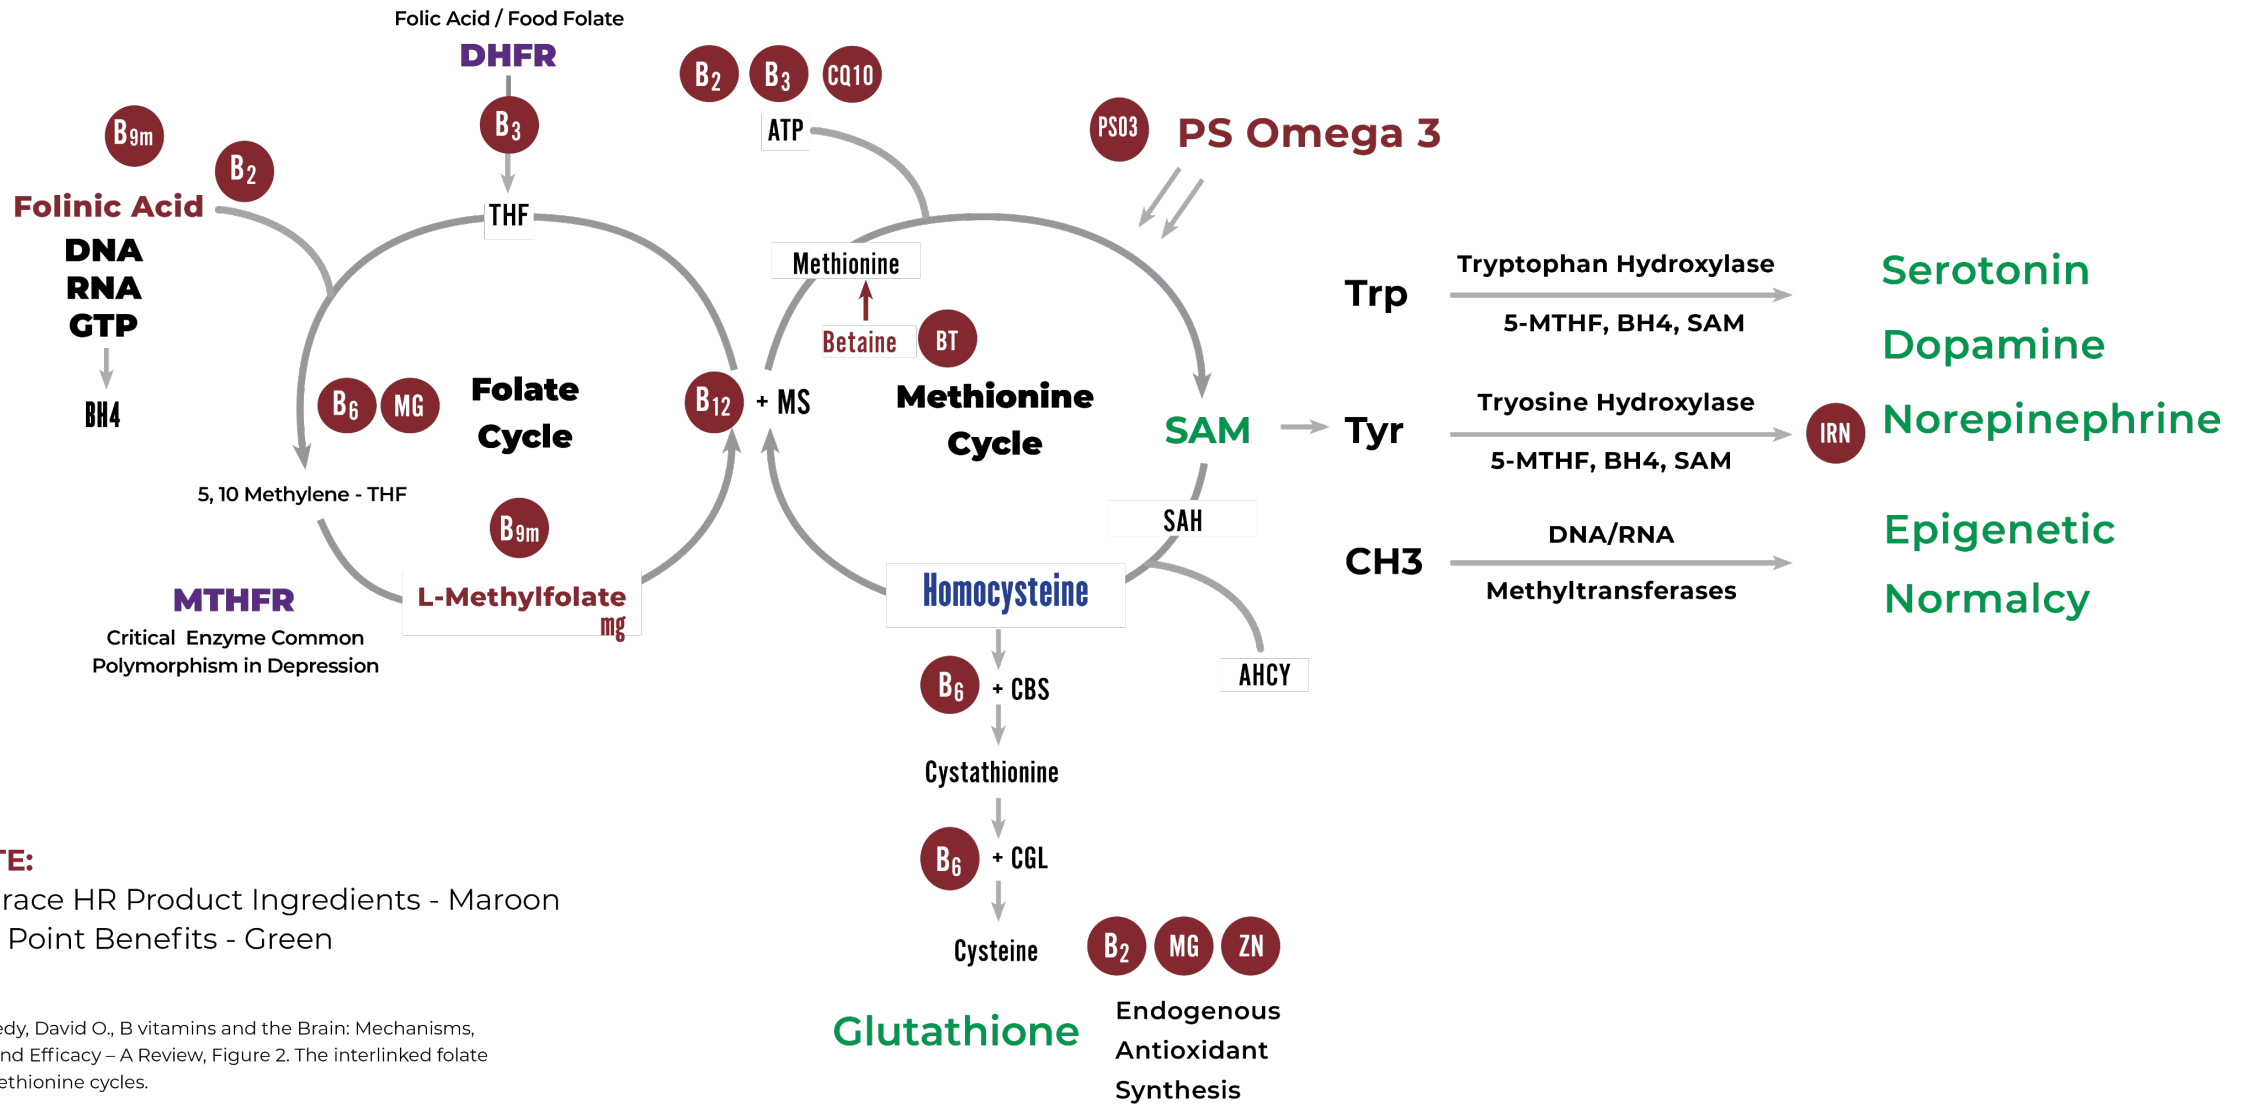 Folic Acid / Food Folate
DHFR
B3
THF
B9m
B2
Folinic Acid
DNA
RNA
GTP
BH4
B6 MG
Folate
Cycle
5, 10 Methylene - THF
B9m
L-Methylfolate
mg
MTHFR
Critical Enzyme Common
Polymorphism in Depression
B2 B3 CQ10
ATP
PSO3 PS Omega 3
Methionine
Betaine BT
B12 + MS
Methionine
Cycle
SAM
SAH
Homocysteine
AHCY
B6 + CBS
Cystathionine
B6 + CGL
Cysteine
B2 MG ZN
Glutathione
Endogenous
Antioxidant
Synthesis
Trp
Tryptophan Hydroxylase
5-MTHF, BH4, SAM
Serotonin
Dopamine
Tyr
Tryosine Hydroxylase
5-MTHF, BH4, SAM
IRN
Norepinephrine
CH3
DNA/RNA
Methyltransferases
Epigenetic
Normalcy
TE:
race HR Product Ingredients - Maroon
Point Benefits - Green
edy, David O., B vitamins and the Brain: Mechanisms,
nd Efficacy – A Review, Figure 2. The interlinked folate
ethionine cycles.